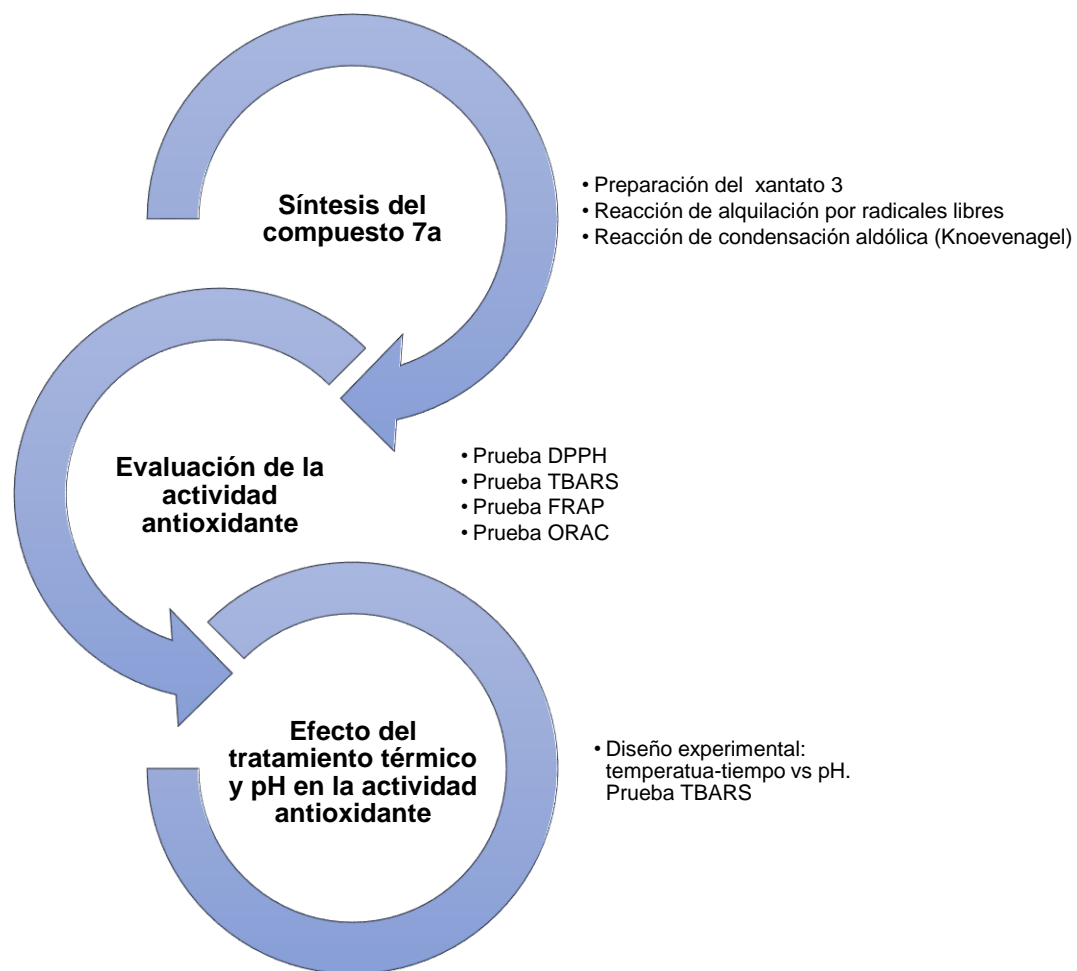 Síntesis del
compuesto 7a
• Preparación del xantato 3
• Reacción de alquilación por radicales libres
• Reacción de condensación aldólica (Knoevenagel)
Evaluación de la
actividad
antioxidante
• Prueba DPPH
• Prueba TBARS
• Prueba FRAP
• Prueba ORAC
Efecto del
tratamiento térmico
y pH en la actividad
antioxidante
• Diseño experimental:
temperatua-tiempo vs pH.
Prueba TBARS